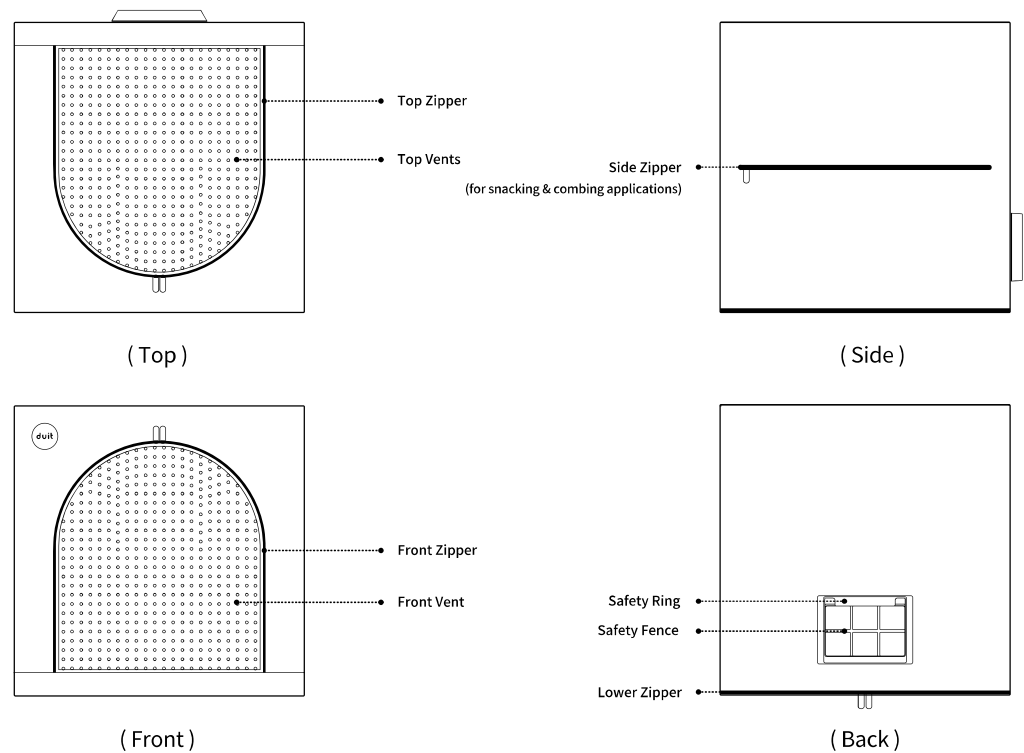 Top Zipper
Top Vents
( Top )
Side Zipper
(for snacking & combing applications)
( Side )
duit
Front Zipper
Front Vent
( Front )
Safety Ring
Safety Fence
Lower Zipper
( Back )